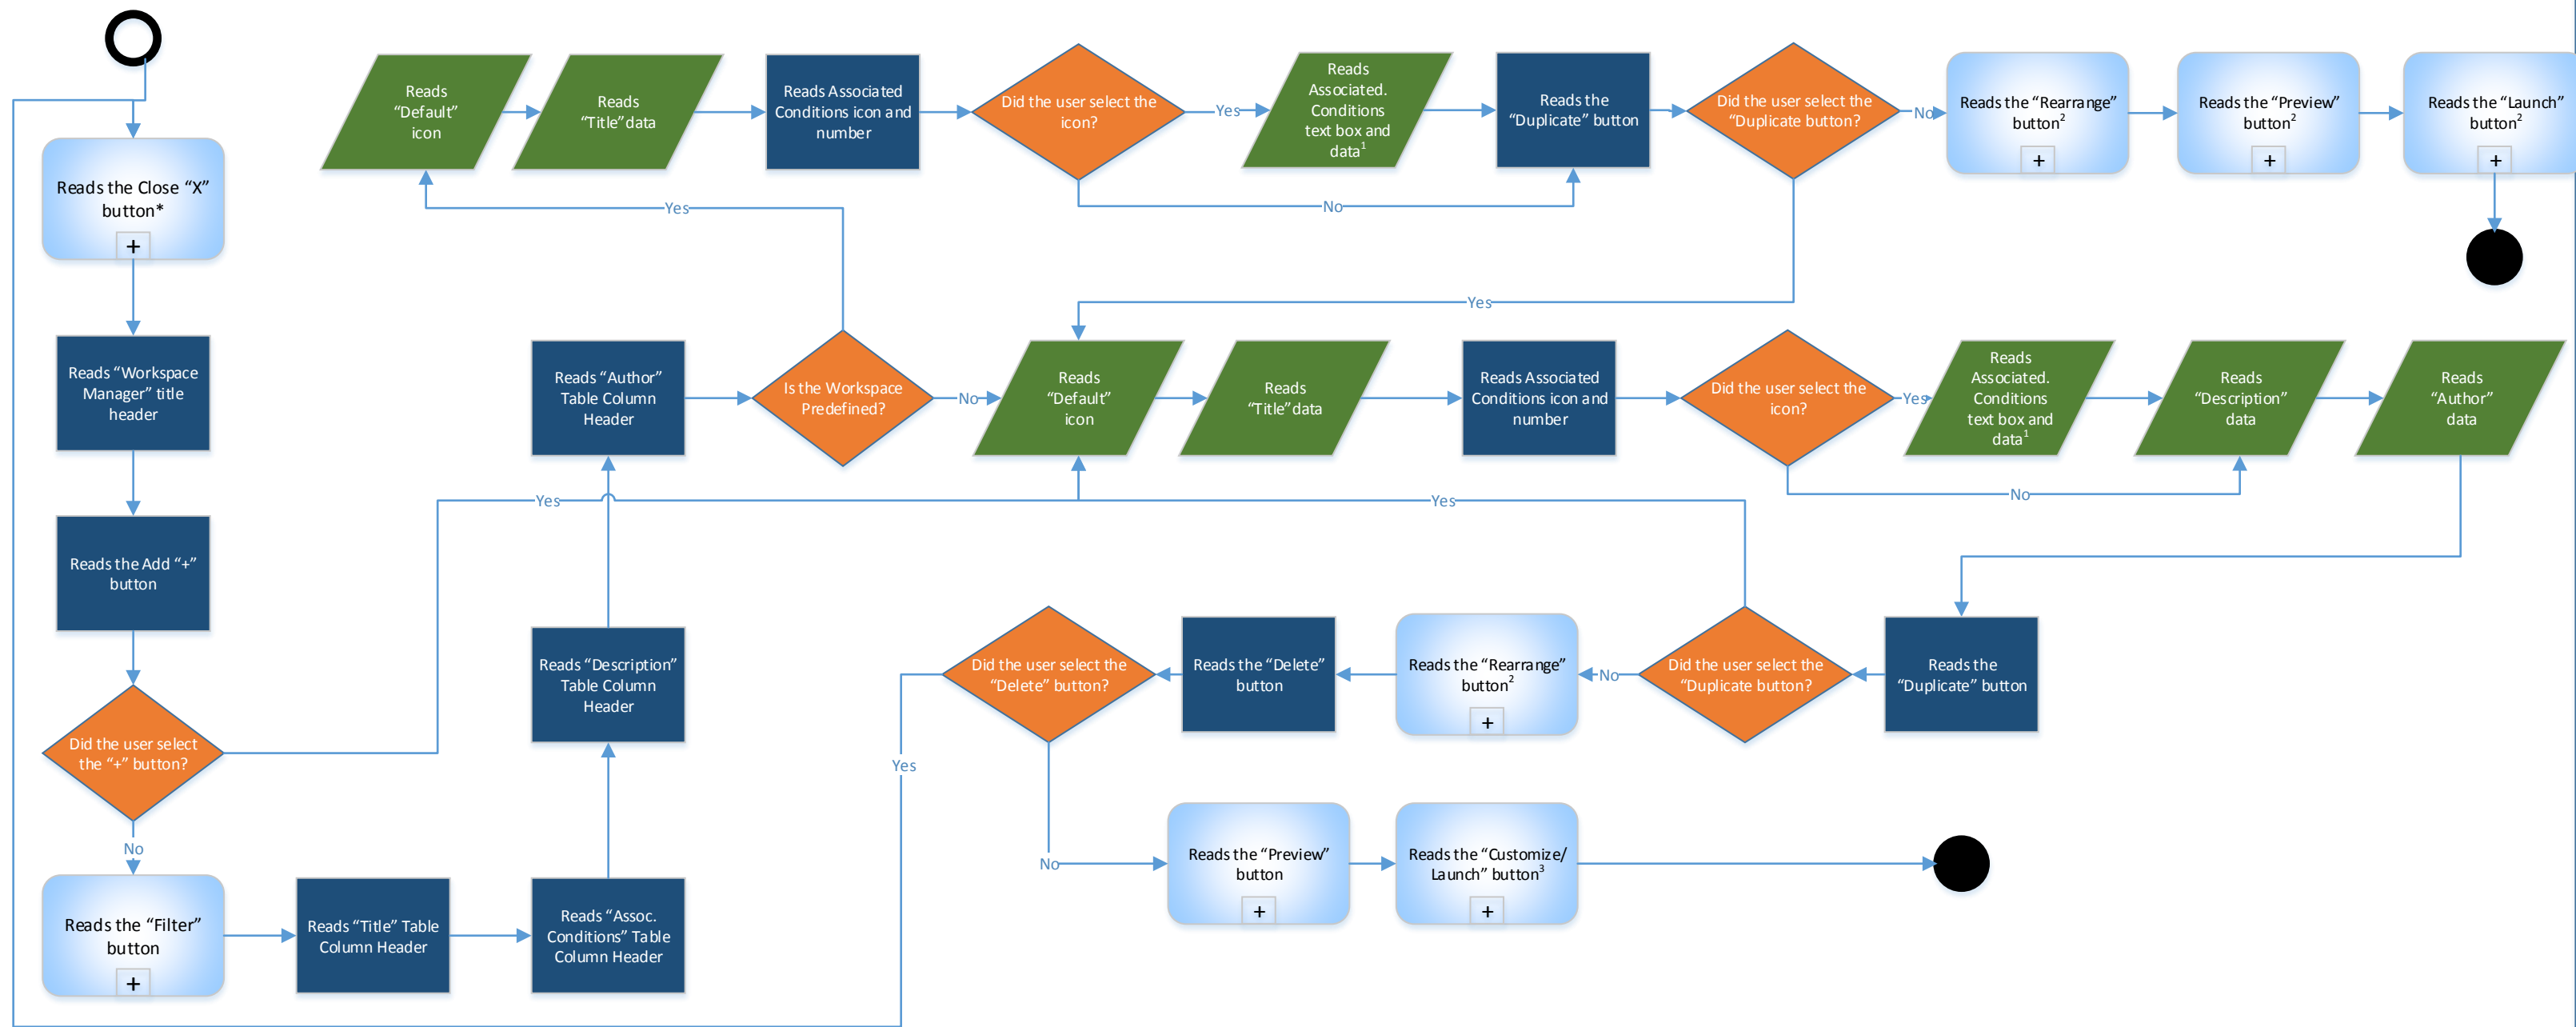 Reads
“Default”
icon
Reads
“Title”data
Reads Associated
Conditions icon and
number
Did the user select the
icon?
Yes
Reads
Associated.
Conditions
text box and
data1
Reads the
“Duplicate” button
Did the user select the
“Duplicate button?
No
Reads the “Rearrange”
button2
+
Reads the “Preview”
button2
+
Reads the “Launch”
button2
+
Reads the Close “X”
button*
+
Yes
No
Yes
Reads “Workspace
Manager” title
header
Reads “Author”
Table Column
Header
Is the Workspace
Predefined?
No
Reads
“Default”
icon
Reads
“Title”data
Reads Associated
Conditions icon and
number
Did the user select the
icon?
Yes
Reads
Associated.
Conditions
text box and
data1
Reads
“Description”
data
Reads
“Author”
data
No
Yes
Yes
Reads the Add “+”
button
Reads “Description”
Table Column
Header
Did the user select the
“Delete” button?
Reads the “Delete”
button
Reads the “Rearrange”
button2
+
No
Did the user select the
“Duplicate button?
Reads the
“Duplicate” button
Did the user select
the “+” button?
Yes
No
No
Reads the “Preview”
button
+
Reads the “Customize/
Launch” button3
+
Reads the “Filter”
button
+
Reads “Title” Table
Column Header
Reads “Assoc.
Conditions” Table
Column Header